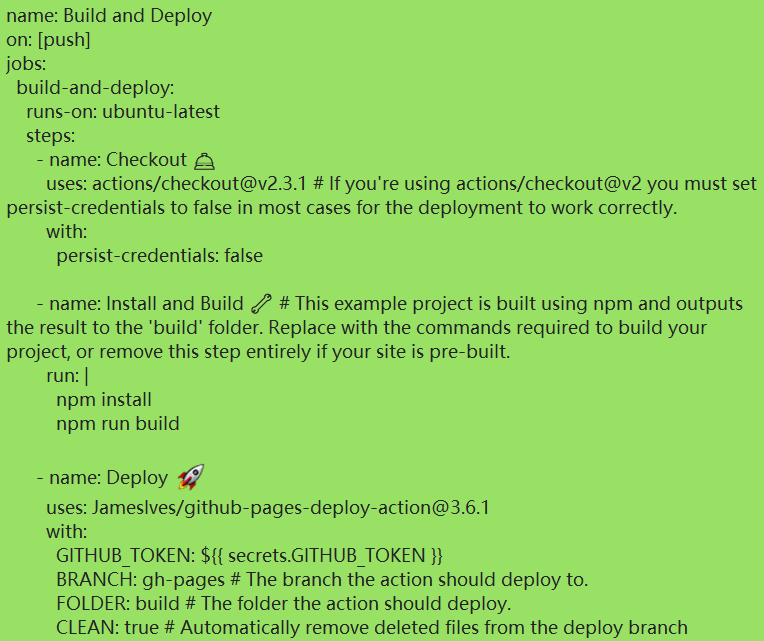 name: Build and Deploy
on: [push]
jobs:
  build-and-deploy:
    runs-on: ubuntu-latest
    steps:
      - name: Checkout 🛎️
        uses: actions/checkout@v2.3.1 # If you're using actions/checkout@v2 you must set
persist-credentials to false in most cases for the deployment to work correctly.
        with:
          persist-credentials: false

      - name: Install and Build 🔧 # This example project is built using npm and outputs
the result to the 'build' folder. Replace with the commands required to build your
project, or remove this step entirely if your site is pre-built.
        run: |
          npm install
          npm run build

      - name: Deploy 🚀
        uses: JamesIves/github-pages-deploy-action@3.6.1
        with:
          GITHUB_TOKEN: ${{ secrets.GITHUB_TOKEN }}
          BRANCH: gh-pages # The branch the action should deploy to.
          FOLDER: build # The folder the action should deploy.
          CLEAN: true # Automatically remove deleted files from the deploy branch